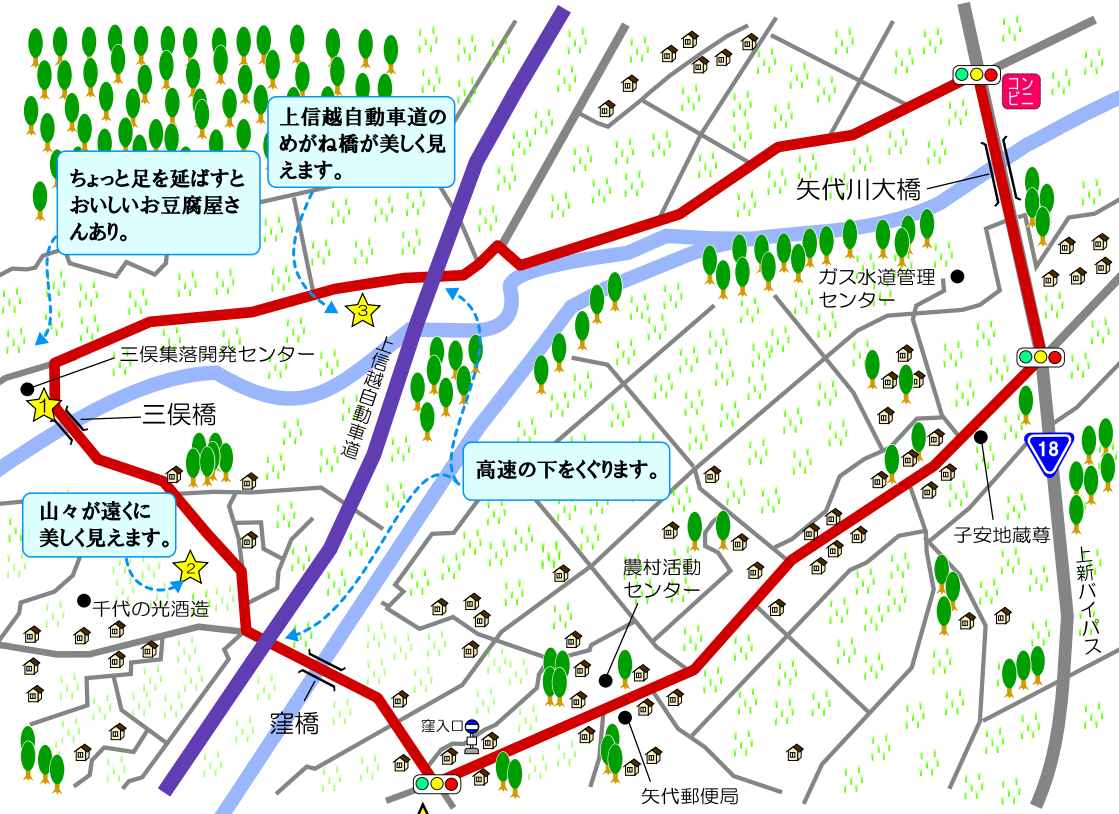 上信越自動車道の
めがね橋が美しく見
えます。
コン
ビニ
ちょっと足を延ばすと
おいしいお豆腐屋さ
んあり。
矢代川大橋
ガス水道管理
センター
3
三俣集落開発センター
1
三俣橋
上信越自動車道
高速の下をくぐります。
18
山々が遠くに
美しく見えます。
2
子安地蔵尊
上新バイパス
農村活動
センター
千代の光酒造
窪橋
窪入口
矢代郵便局